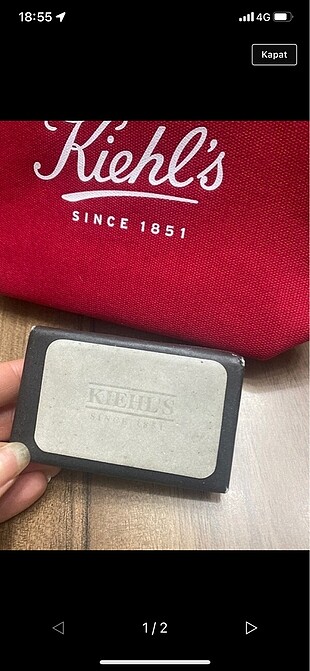 18:55
4G
Kapat
Kiehl's
SINCE 1851
KIEHL'S
SINCE 1851
1/2